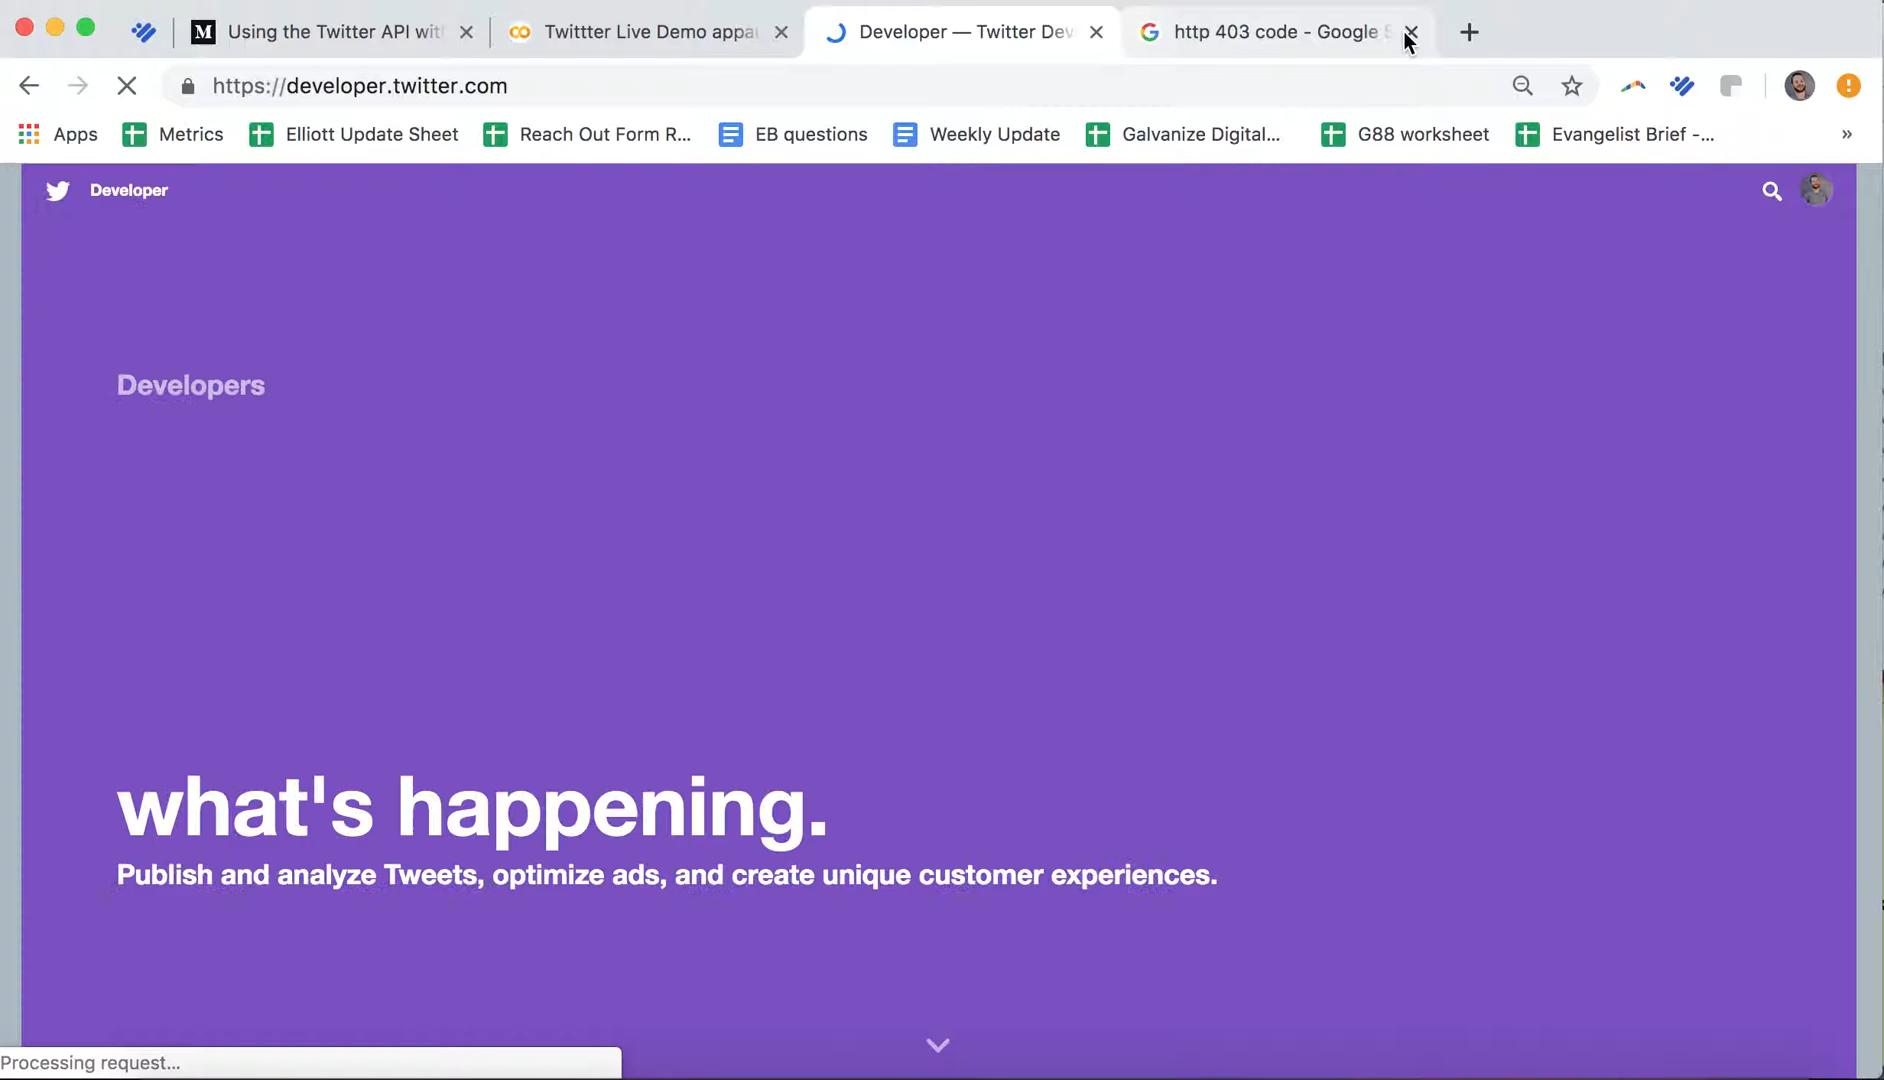 Using the Twitter API wit
Twittter Live Demo appa
Developer — Twitter Dev
http 403 code - Google S
https://developer.twitter.com
Apps
Metrics
Elliott Update Sheet
Reach Out Form R...
EB questions
Weekly Update
Galvanize Digital...
G88 worksheet
Evangelist Brief -...
»
Developer
Developers
what's happening.
Publish and analyze Tweets, optimize ads, and create unique customer experiences.
Processing request...